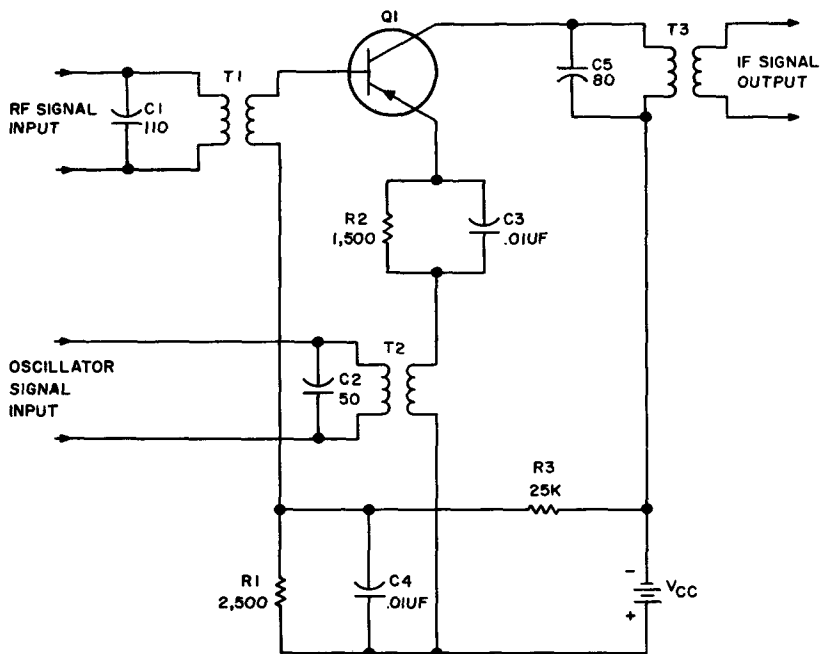 Q1
T1
T3
RF SIGNAL
INPUT
C1
110
C5
80
IF SIGNAL
OUTPUT
R2
1,500
C3
.01UF
OSCILLATOR
SIGNAL
INPUT
C2
50
T2
R3
25K
R1
2,500
C4
.01UF
-
+
VCC